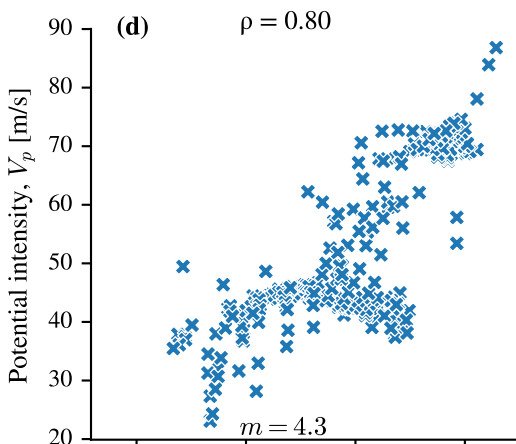 (d)
ρ = 0.80
90
80
70
60
50
40
30
20
Potential intensity, V_p [m/s]
m = 4.3